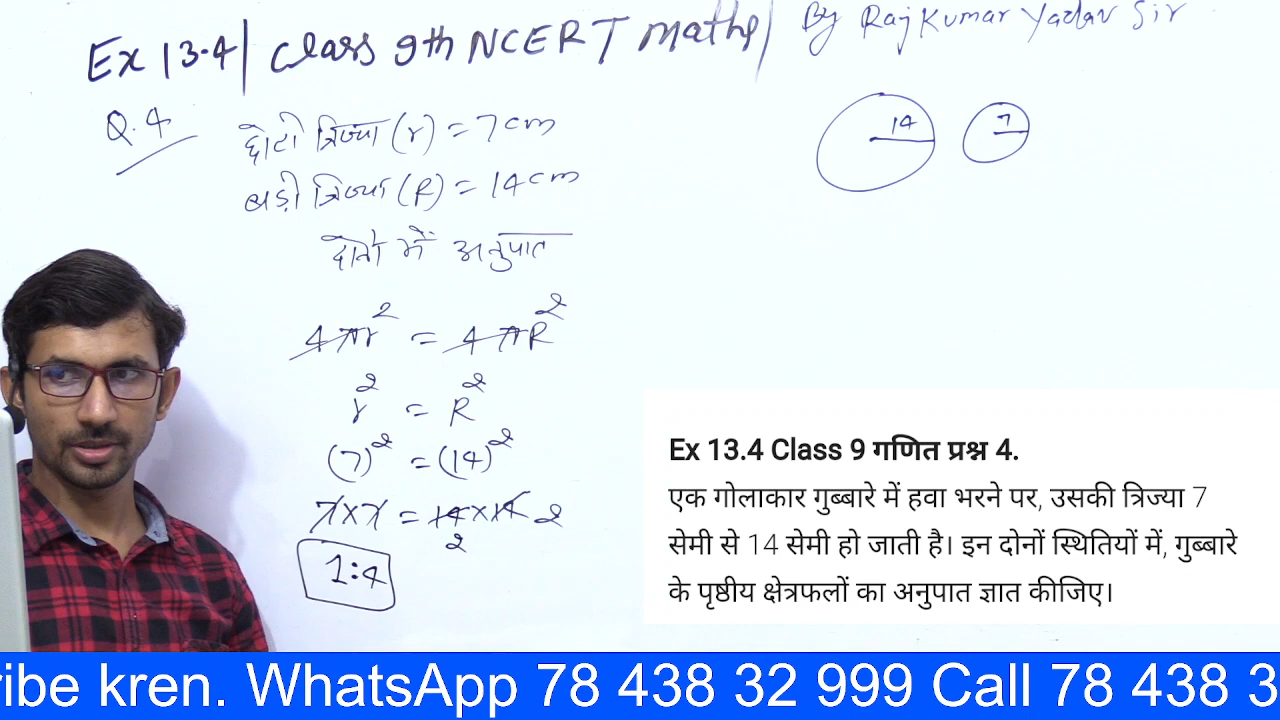 Ex 13.4 | Class 9th NCERT maths | By Raj Kumar Yadav Sir
Q.4
छोटी त्रिज्या (r) = 7cm
बड़ी त्रिज्या (R) = 14cm
दोनों में अनुपात
4πr² = 4πR²
r² = R²
(7)² = (14)²
7×7 = 14×14 2
2
1:4
14
7
Ex 13.4 Class 9 गणित प्रश्न 4.
एक गोलाकार गुब्बारे में हवा भरने पर, उसकी त्रिज्या 7
सेमी से 14 सेमी हो जाती है। इन दोनों स्थितियों में, गुब्बारे
के पृष्ठीय क्षेत्रफलों का अनुपात ज्ञात कीजिए।
ribe kren. WhatsApp 78 438 32 999 Call 78 438 3